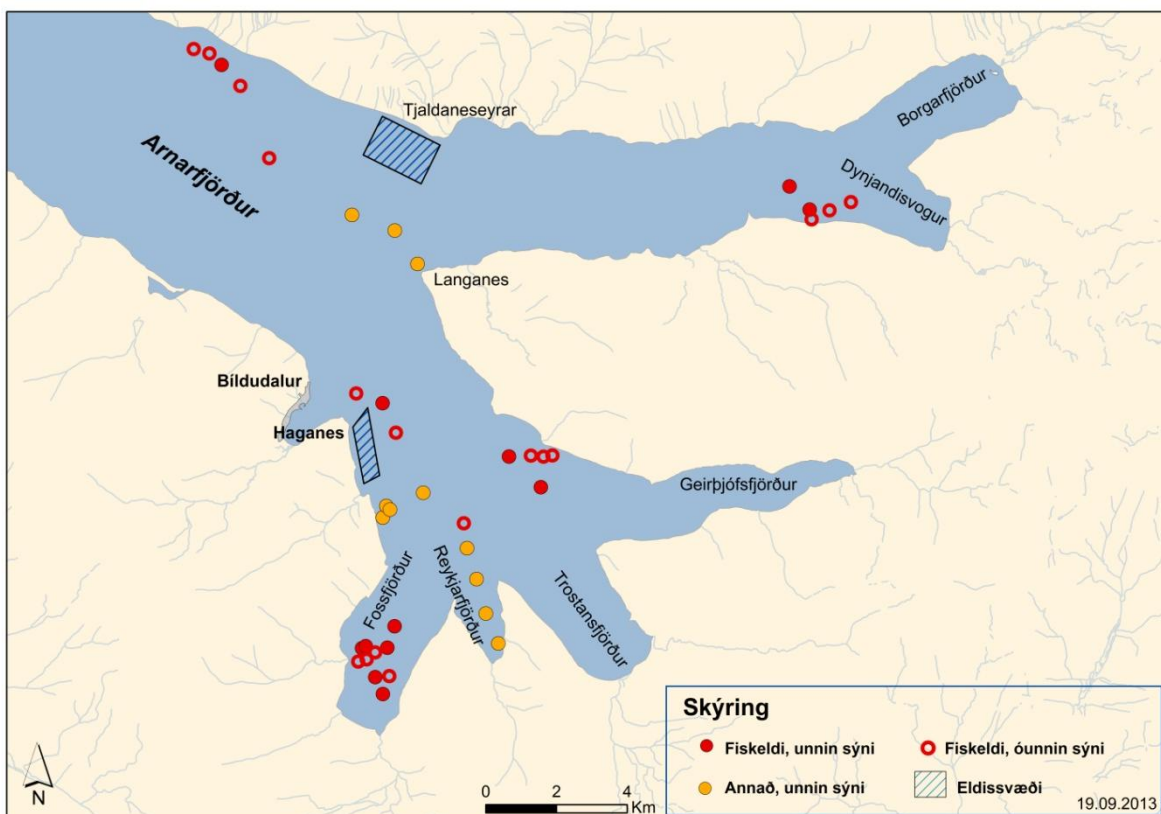 Tjaldaneseyrar
Borgarfjörður
Arnarfjörður
Dynjandisvogur
Langanes
Bíldudalur
Haganes
Geirþjófsfjörður
Fossfjörður
Reykjarfjörður
Trostansfjörður
Skýring
Fiskeldi, unnin sýni
Fiskeldi, óunnin sýni
Annað, unnin sýni
Eldissvæði
N
0 2 4
Km
19.09.2013